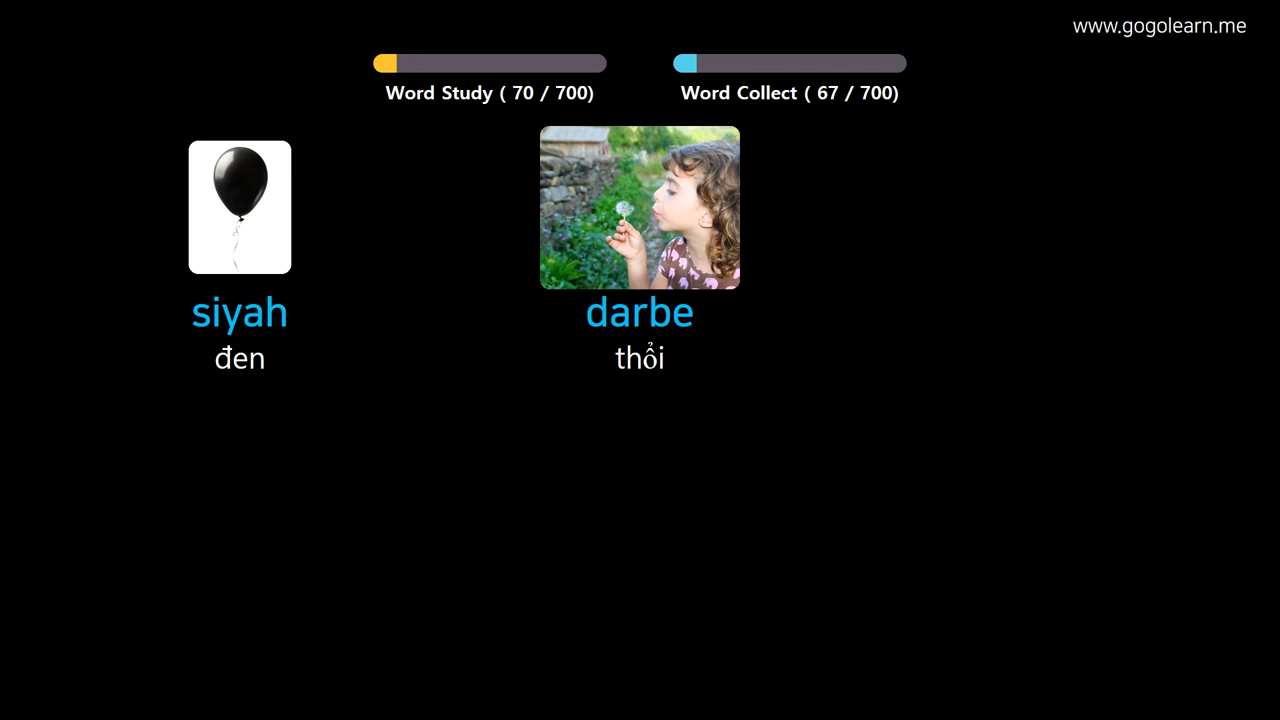 www.gogolearn.me
Word Study ( 70 / 700)
Word Collect ( 67 / 700)
siyah
darbe
đen
thổi